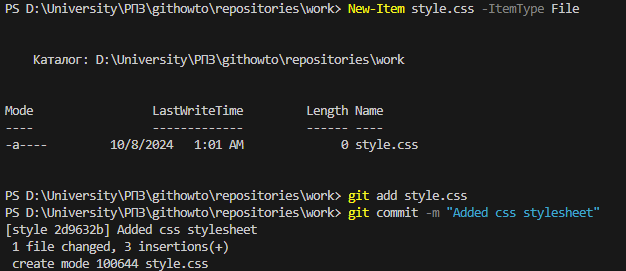 PS D:\University\РПЗ\githowto\repositories\work> New-Item style.css -ItemType File
Каталог: D:\University\РПЗ\githowto\repositories\work
Mode LastWriteTime Length Name
---- ------------- ------ ----
-a---- 10/8/2024 1:01 AM 0 style.css
PS D:\University\РПЗ\githowto\repositories\work> git add style.css
PS D:\University\РПЗ\githowto\repositories\work> git commit -m "Added css stylesheet"
[style 2d9632b] Added css stylesheet
1 file changed, 3 insertions(+)
create mode 100644 style.css